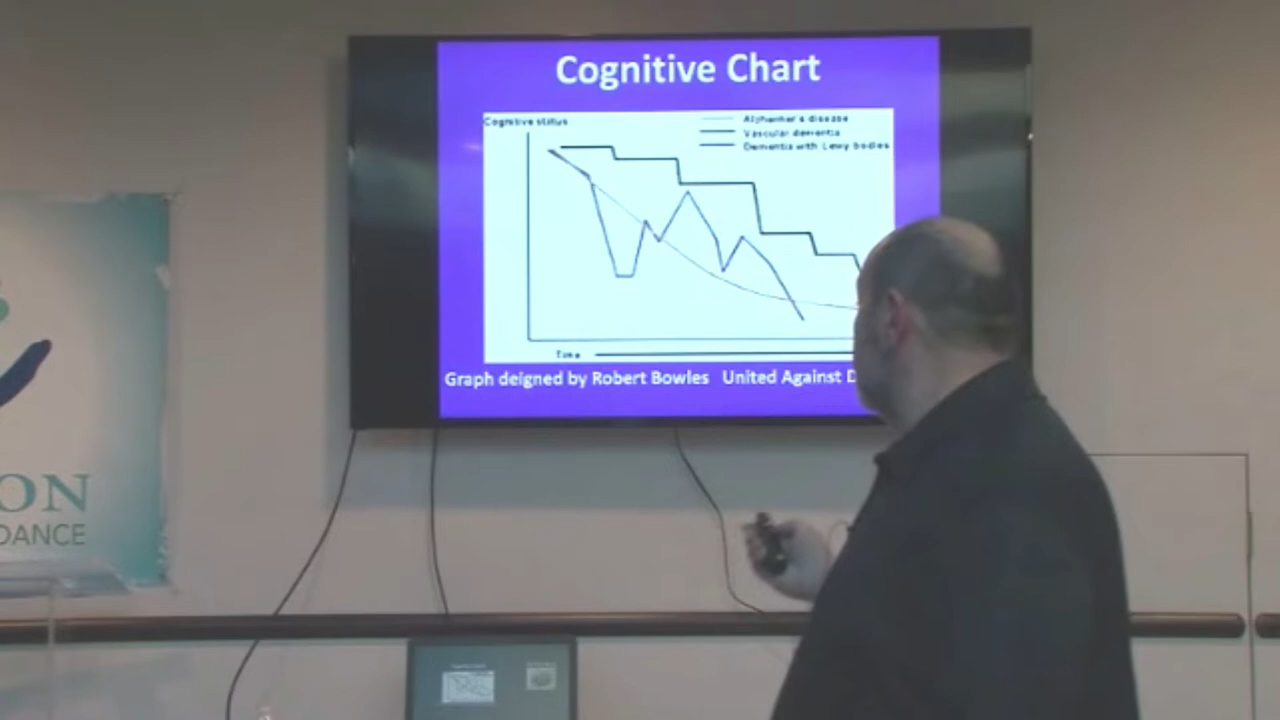 Cognitive Chart
Cognitive status
Alzheimer's disease
Vascular dementia
Dementia with Lewy bodies
Time
Graph deigned by Robert Bowles United Against D
ON
DANCE